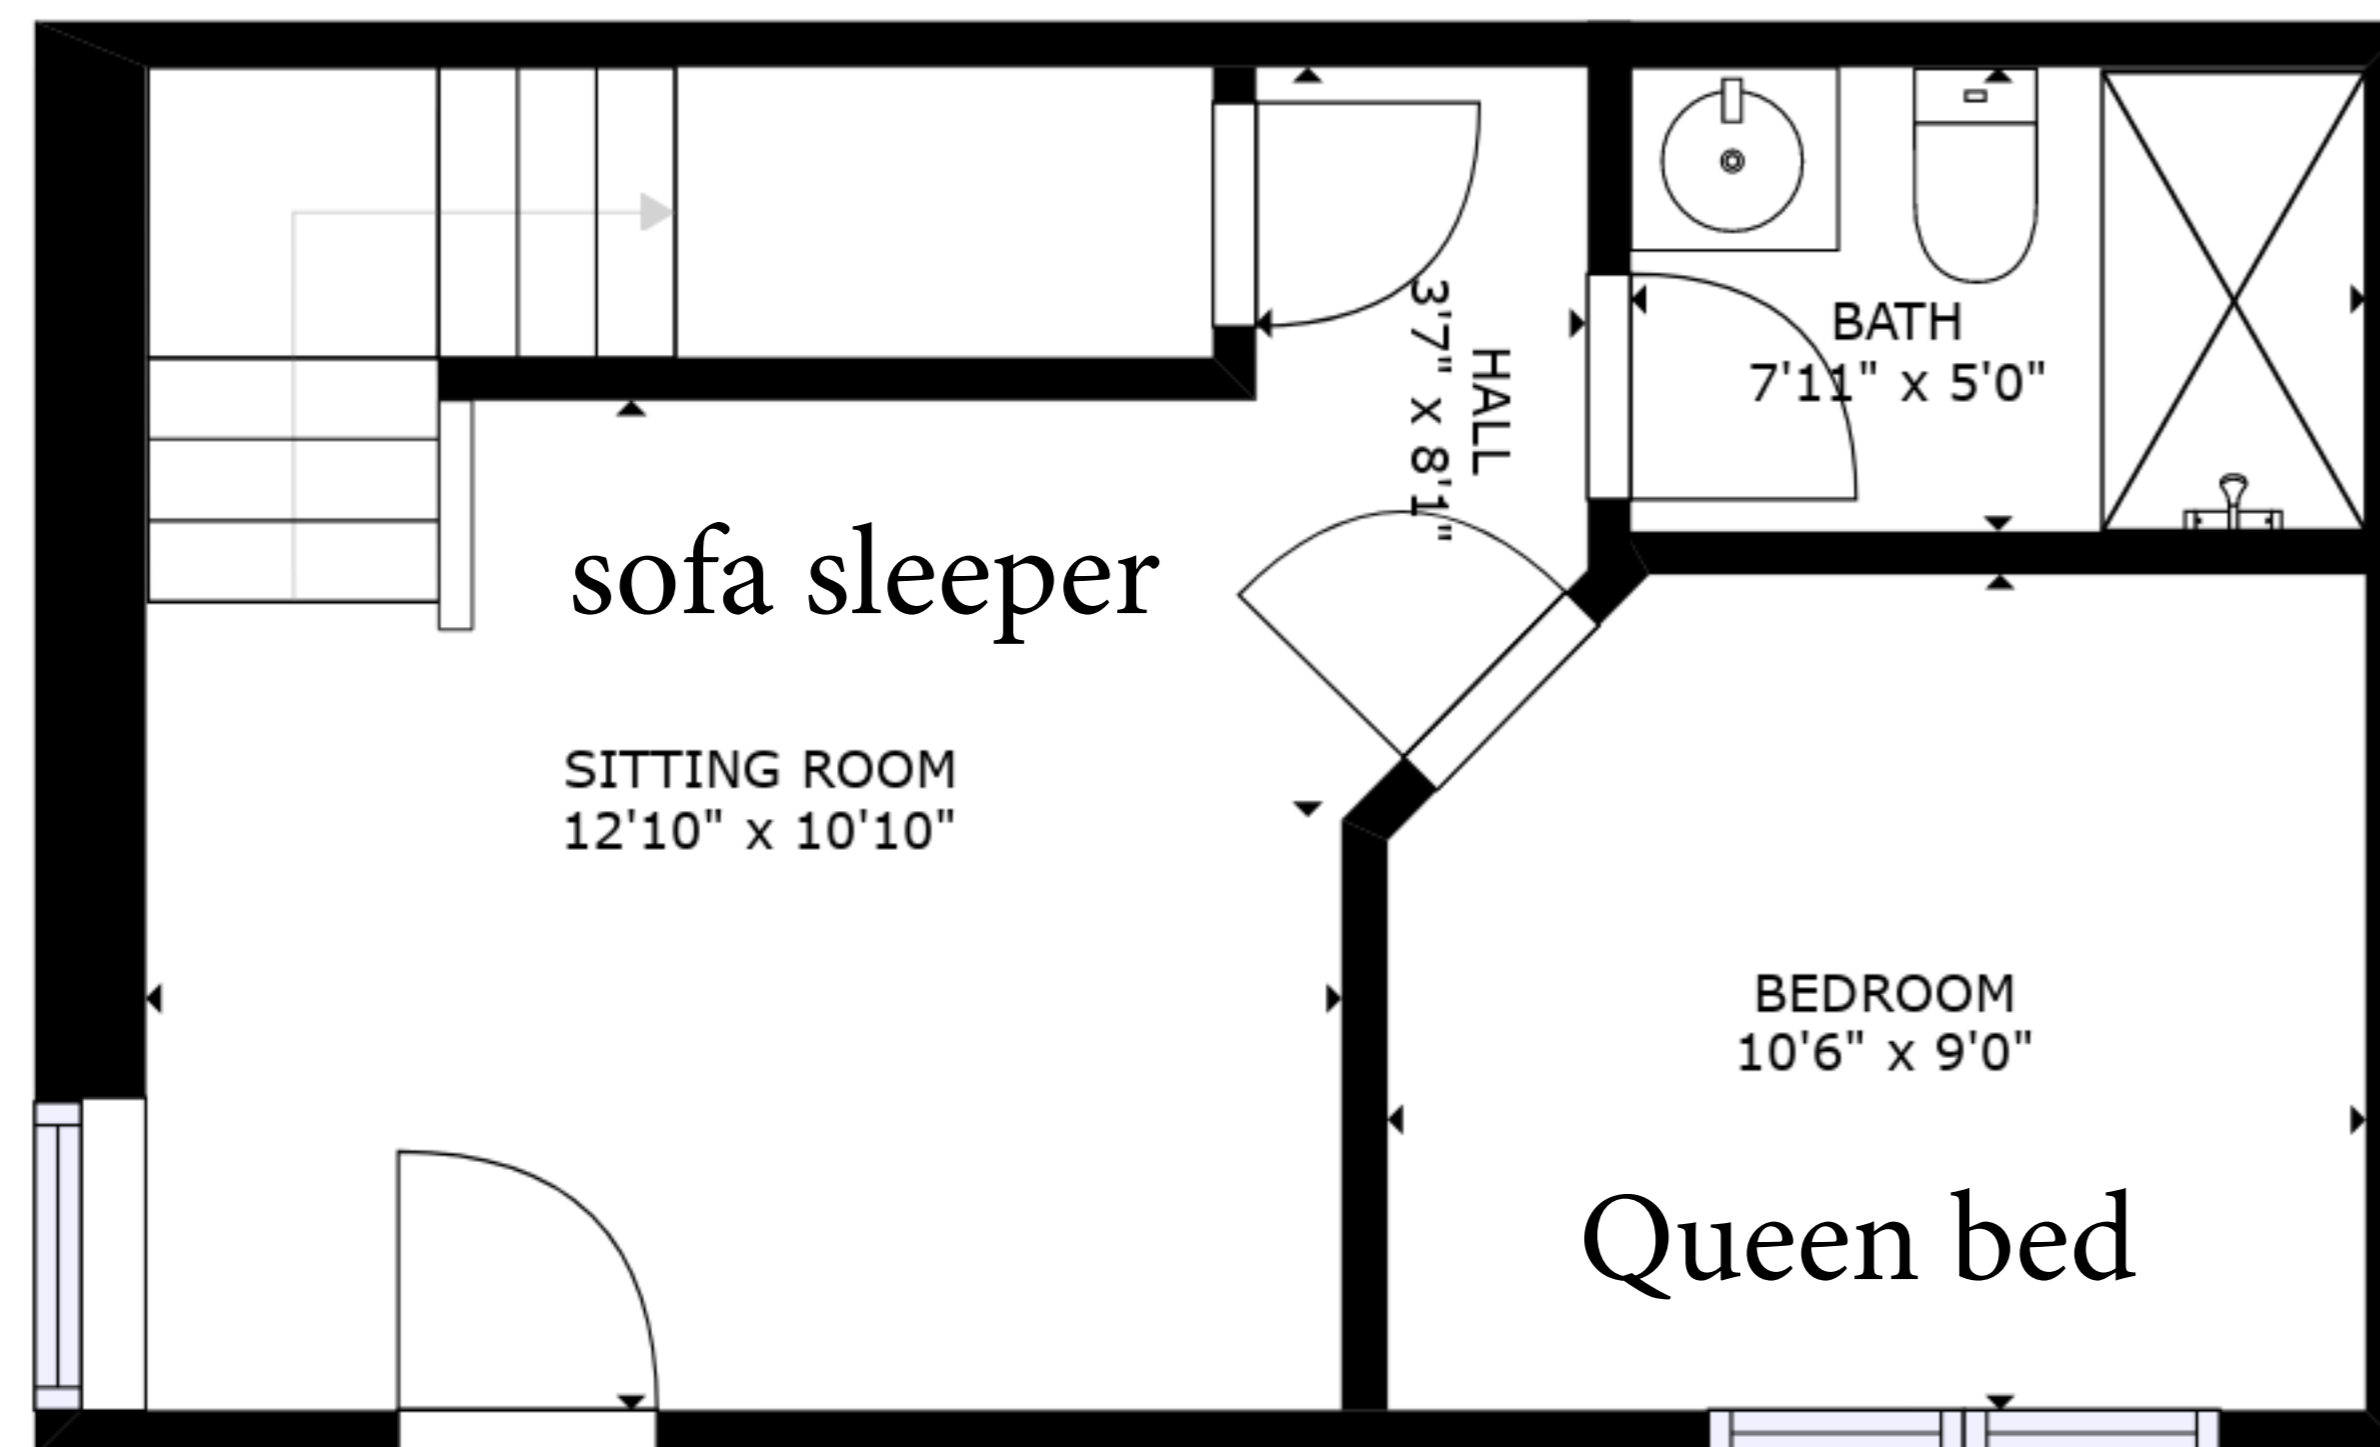 BATH
7'11" x 5'0"
HALL
3'7" x 8'1"
sofa sleeper
SITTING ROOM
12'10" x 10'10"
BEDROOM
10'6" x 9'0"
Queen bed